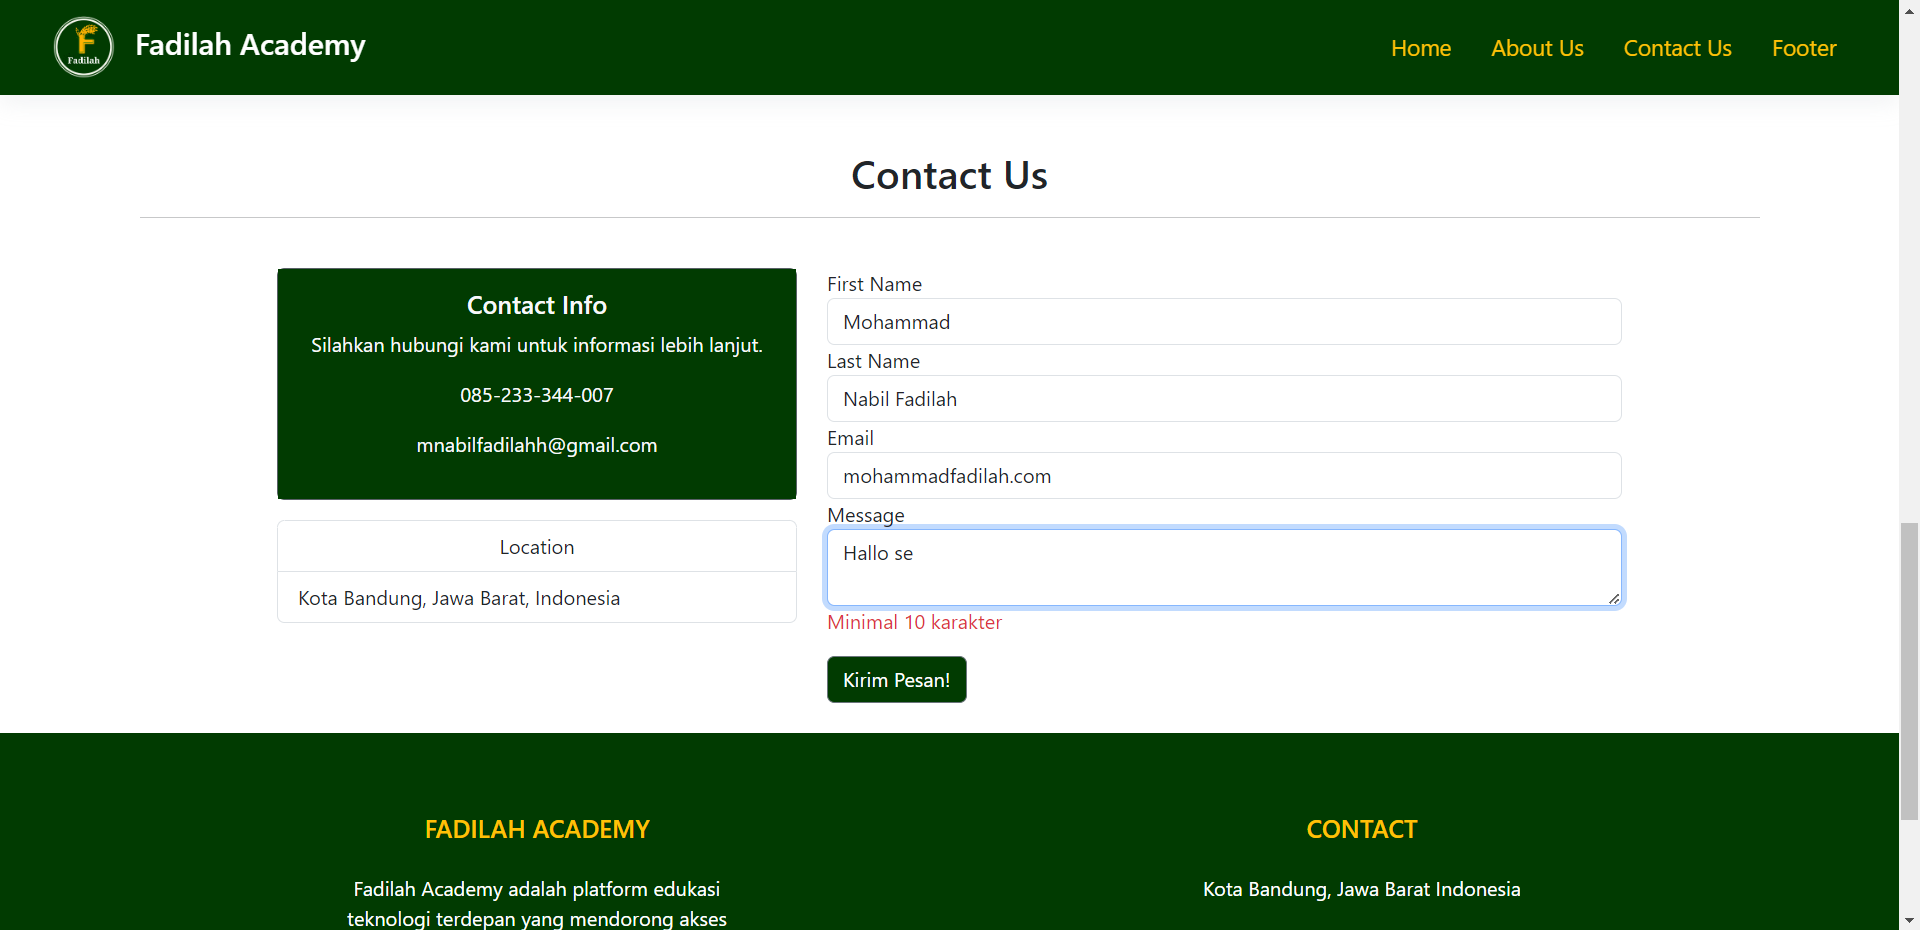 F
Fadilah
Fadilah Academy
Home
About Us
Contact Us
Footer
Contact Us
Contact Info
Silahkan hubungi kami untuk informasi lebih lanjut.
085-233-344-007
mnabilfadilahh@gmail.com
Location
Kota Bandung, Jawa Barat, Indonesia
First Name
Mohammad
Last Name
Nabil Fadilah
Email
mohammadfadilah.com
Message
Hallo se
Minimal 10 karakter
Kirim Pesan!
FADILAH ACADEMY
Fadilah Academy adalah platform edukasi
teknologi terdepan yang mendorong akses
CONTACT
Kota Bandung, Jawa Barat Indonesia